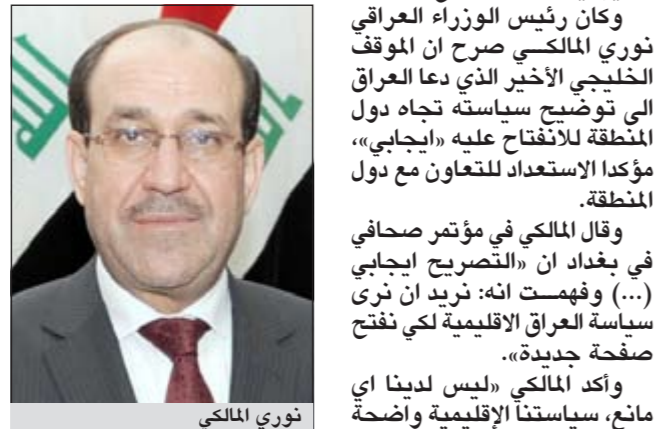 وكان رئيس الوزراء العراقي
نوري المالكــي صرح ان الموقف
الخليجي الأخير الذي دعا العراق
الى توضيح سياسته تجاه دول
المنطقة للانفتاح عليه «ايجابي»،
مؤكدا الاستعداد للتعاون مع دول
المنطقة.
وقال المالكي في مؤتمر صحافي
في بغداد ان «التصريح ايجابي
(...) وفهمــت انه: نريد ان نرى
سياسة العراق الاقليمية لكي نفتح
صفحة جديدة».
وأكد المالكي «ليس لدينا اي
مانع، سياستنا الإقليمية واضحة
نوري المالكي